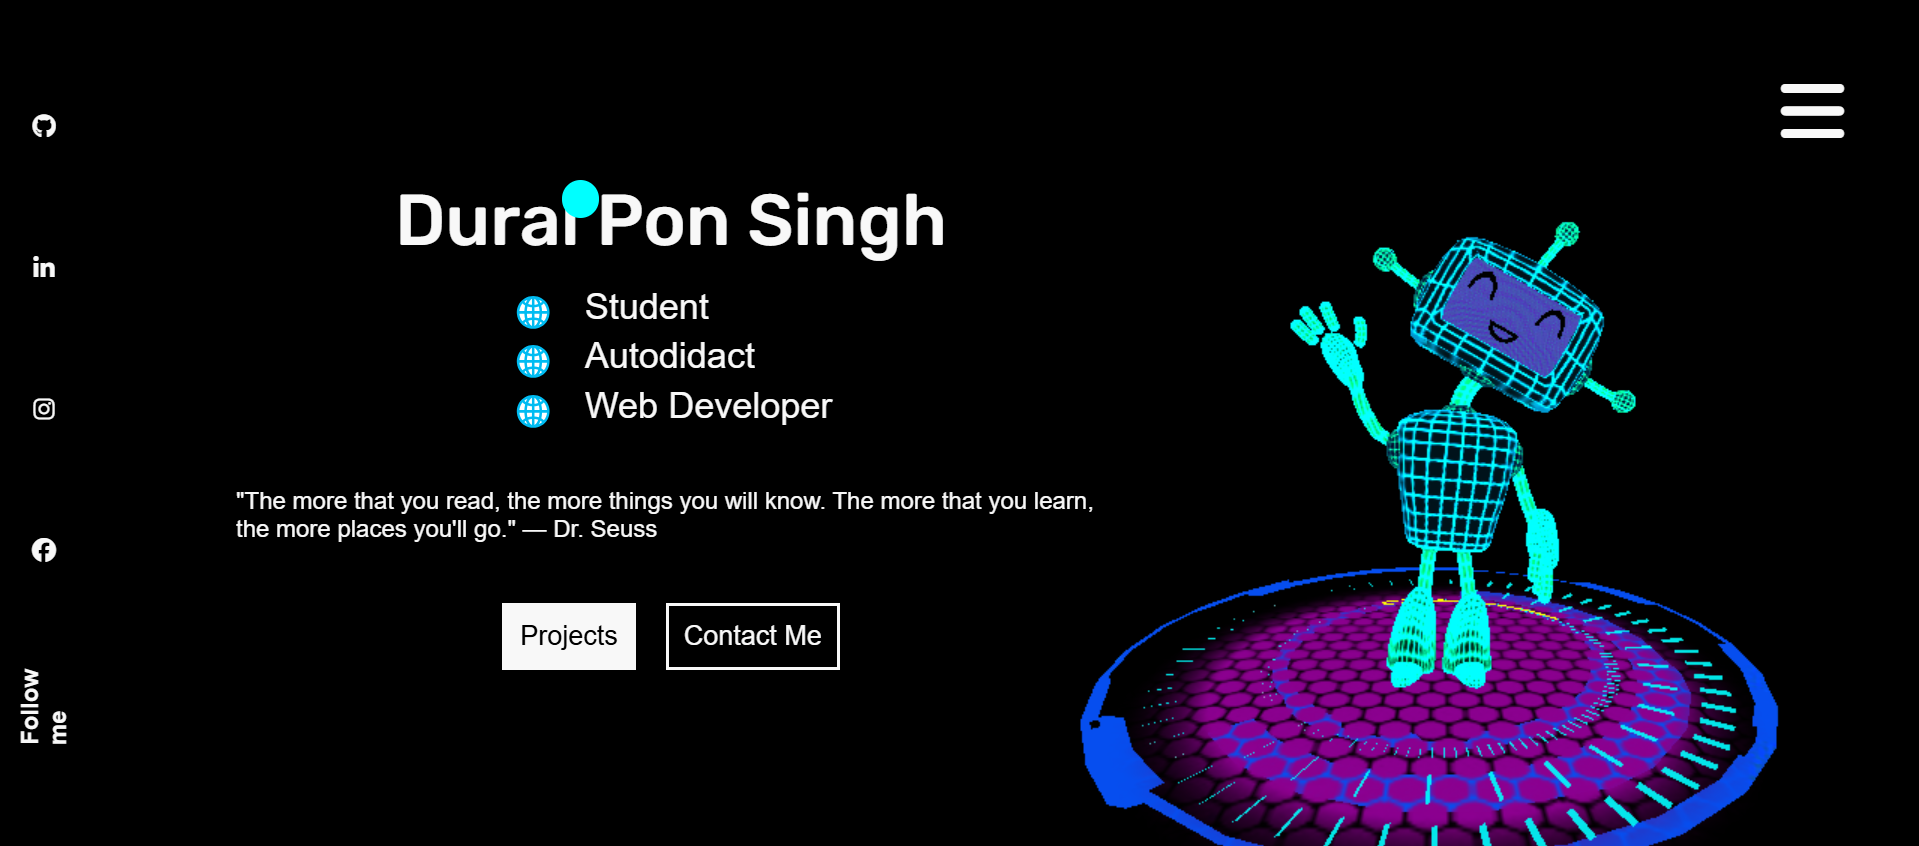 Durai Pon Singh
Student
Autodidact
Web Developer
"The more that you read, the more things you will know. The more that you learn,
the more places you'll go." — Dr. Seuss
Projects
Contact Me
Follow
me